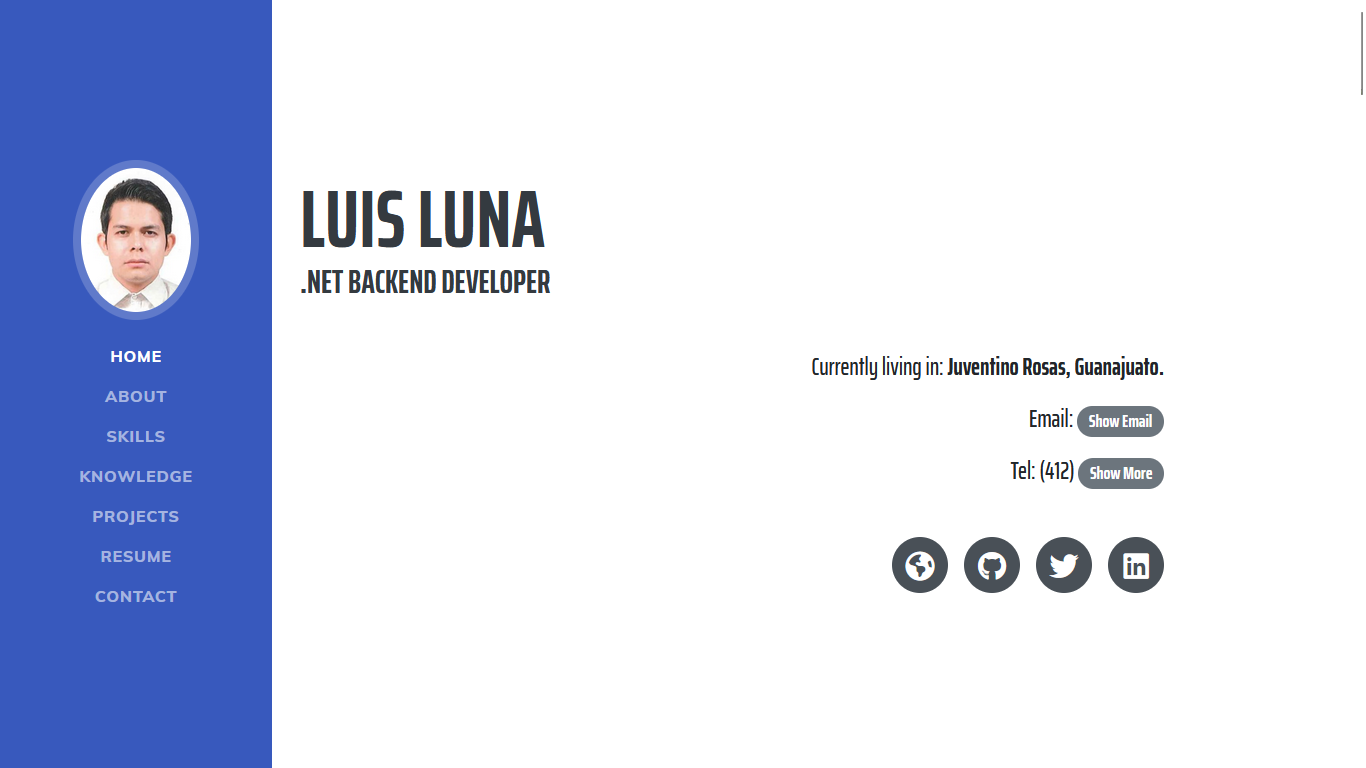 HOME
ABOUT
SKILLS
KNOWLEDGE
PROJECTS
RESUME
CONTACT
LUIS LUNA
.NET BACKEND DEVELOPER
Currently living in: Juventino Rosas, Guanajuato.
Email: Show Email
Tel: (412) Show More
in